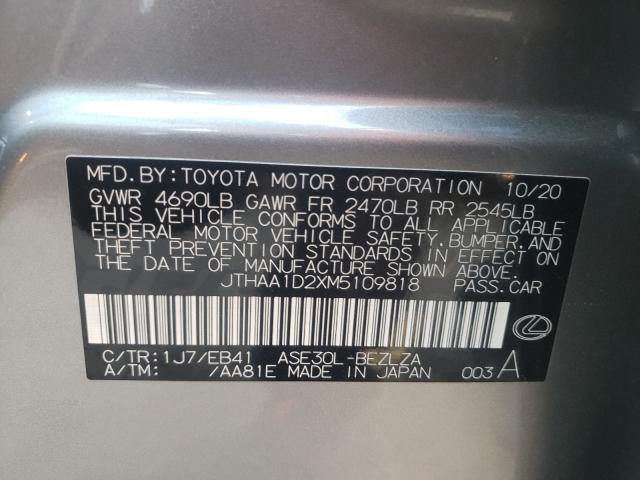 MFD.BY:TOYOTA MOTOR CORPORATION 10/20
GVWR 4690LB GAWR FR 2470LB RR 2545LB
THIS VEHICLE CONFORMS TO ALL APPLICABLE
FEDERAL MOTOR VEHICLE SAFETY,BUMPER,AND
THEFT PREVENTION STANDARDS IN EFFECT ON
THE DATE OF MANUFACTURE SHOWN ABOVE.
JTHAA1D2XM5109818 PASS.CAR
C/TR:1J7/EB41 ASE30L-BEZLZA
A/TM: /AA81E MADE IN JAPAN 003 A